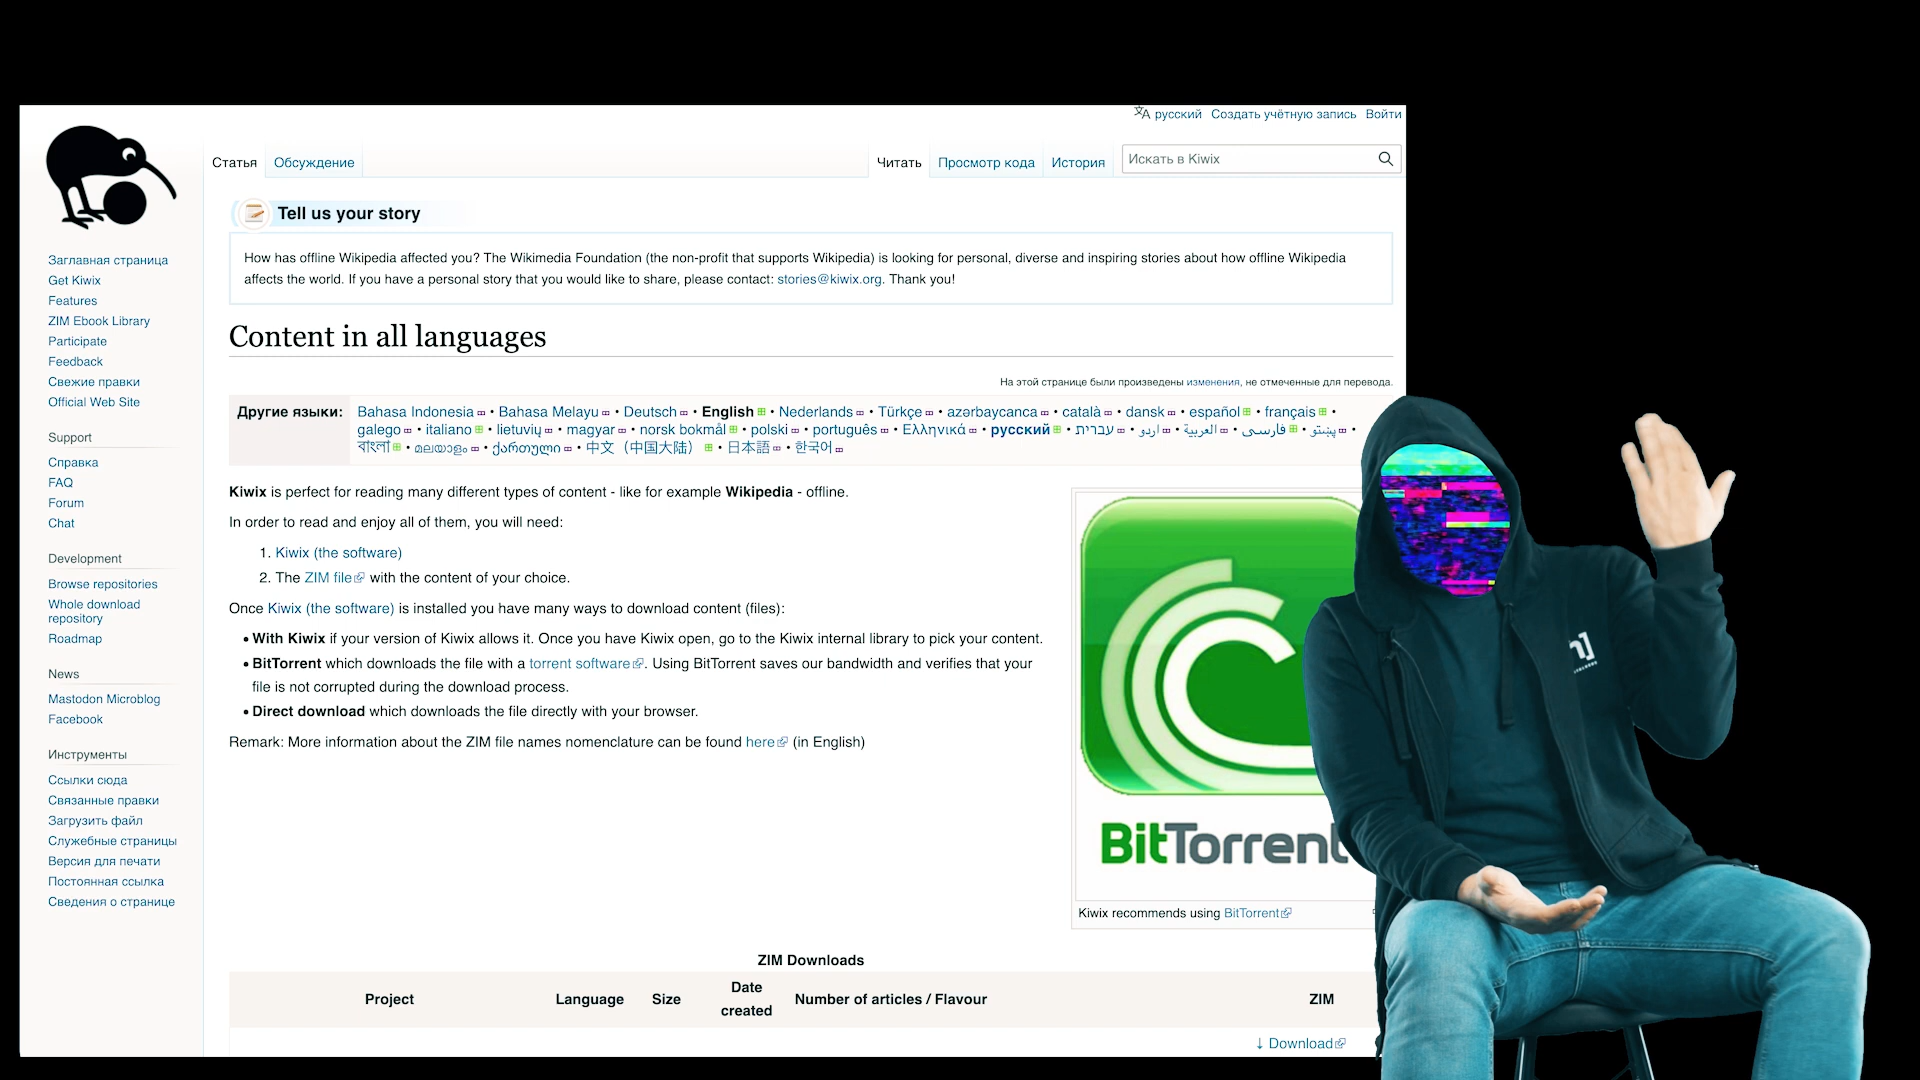 русский Создать учётную запись Войти
Статья Обсуждение Читать Просмотр кода История Искать в Kiwix
Tell us your story
How has offline Wikipedia affected you? The Wikimedia Foundation (the non-profit that supports Wikipedia) is looking for personal, diverse and inspiring stories about how offline Wikipedia
affects the world. If you have a personal story that you would like to share, please contact: stories@kiwix.org. Thank you!
Content in all languages
На этой странице были произведены изменения, не отмеченные для перевода.
Другие языки: Bahasa Indonesia • Bahasa Melayu • Deutsch • English • Nederlands • Türkçe • azərbaycanca • català • dansk • español • français •
galego • italiano • lietuvių • magyar • norsk bokmål • polski • português • Ελληνικά • русский • עברית • اردو • العربية • فارسی • پښتو •
বাংলা • മലയാളം • ქართული • 中文（中国大陆） • 日本語 • 한국어
Kiwix is perfect for reading many different types of content - like for example Wikipedia - offline.
In order to read and enjoy all of them, you will need:
1. Kiwix (the software)
2. The ZIM file with the content of your choice.
Once Kiwix (the software) is installed you have many ways to download content (files):
• With Kiwix if your version of Kiwix allows it. Once you have Kiwix open, go to the Kiwix internal library to pick your content.
• BitTorrent which downloads the file with a torrent software. Using BitTorrent saves our bandwidth and verifies that your
file is not corrupted during the download process.
• Direct download which downloads the file directly with your browser.
Remark: More information about the ZIM file names nomenclature can be found here (in English)
BitTorrent
Kiwix recommends using BitTorrent
ZIM Downloads
Project Language Size Date created Number of articles / Flavour ZIM
↓ Download
Заглавная страница
Get Kiwix
Features
ZIM Ebook Library
Participate
Feedback
Свежие правки
Official Web Site
Support
Справка
FAQ
Forum
Chat
Development
Browse repositories
Whole download
repository
Roadmap
News
Mastodon Microblog
Facebook
Инструменты
Ссылки сюда
Связанные правки
Загрузить файл
Служебные страницы
Версия для печати
Постоянная ссылка
Сведения о странице
h]